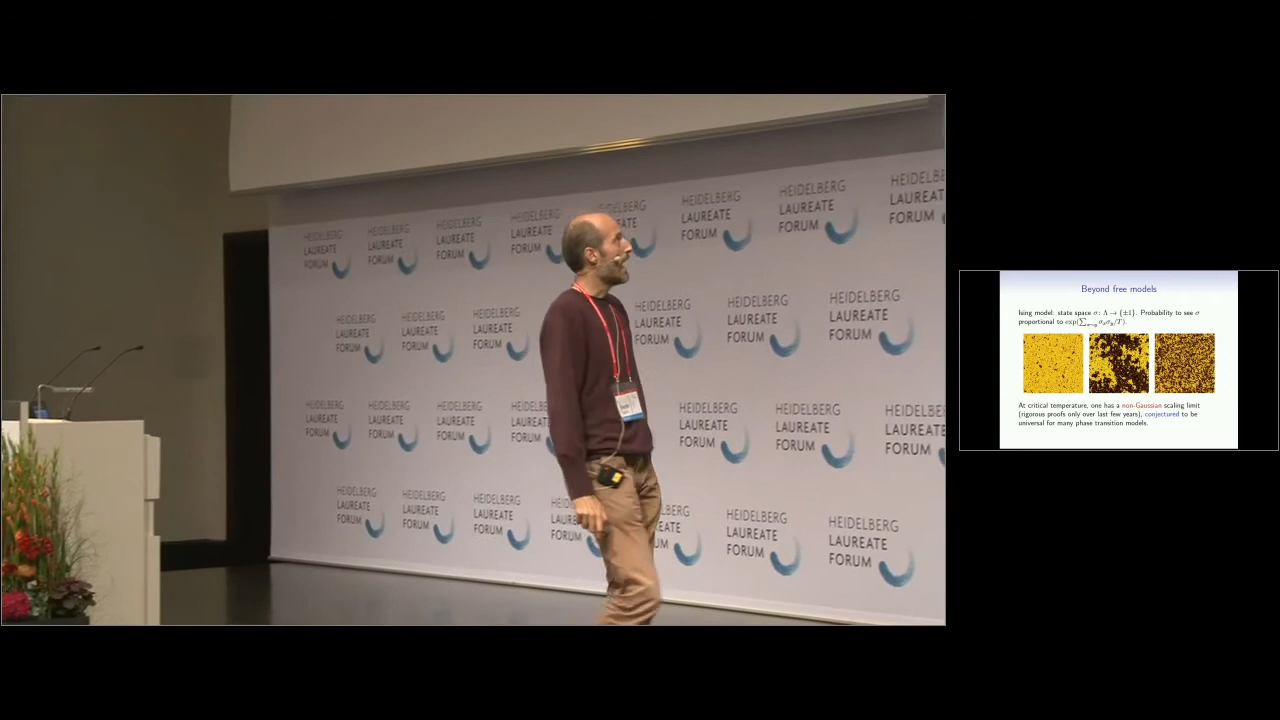 HEIDELBERG
LAUREATE
FORUM
Beyond free models
Ising model: state space σ: Λ → {±1}. Probability to see σ
proportional to exp(∑ₓ∼ᵧ σₓσᵧ/T).
At critical temperature, one has a non-Gaussian scaling limit
(rigorous proofs only over last few years), conjectured to be
universal for many phase transition models.